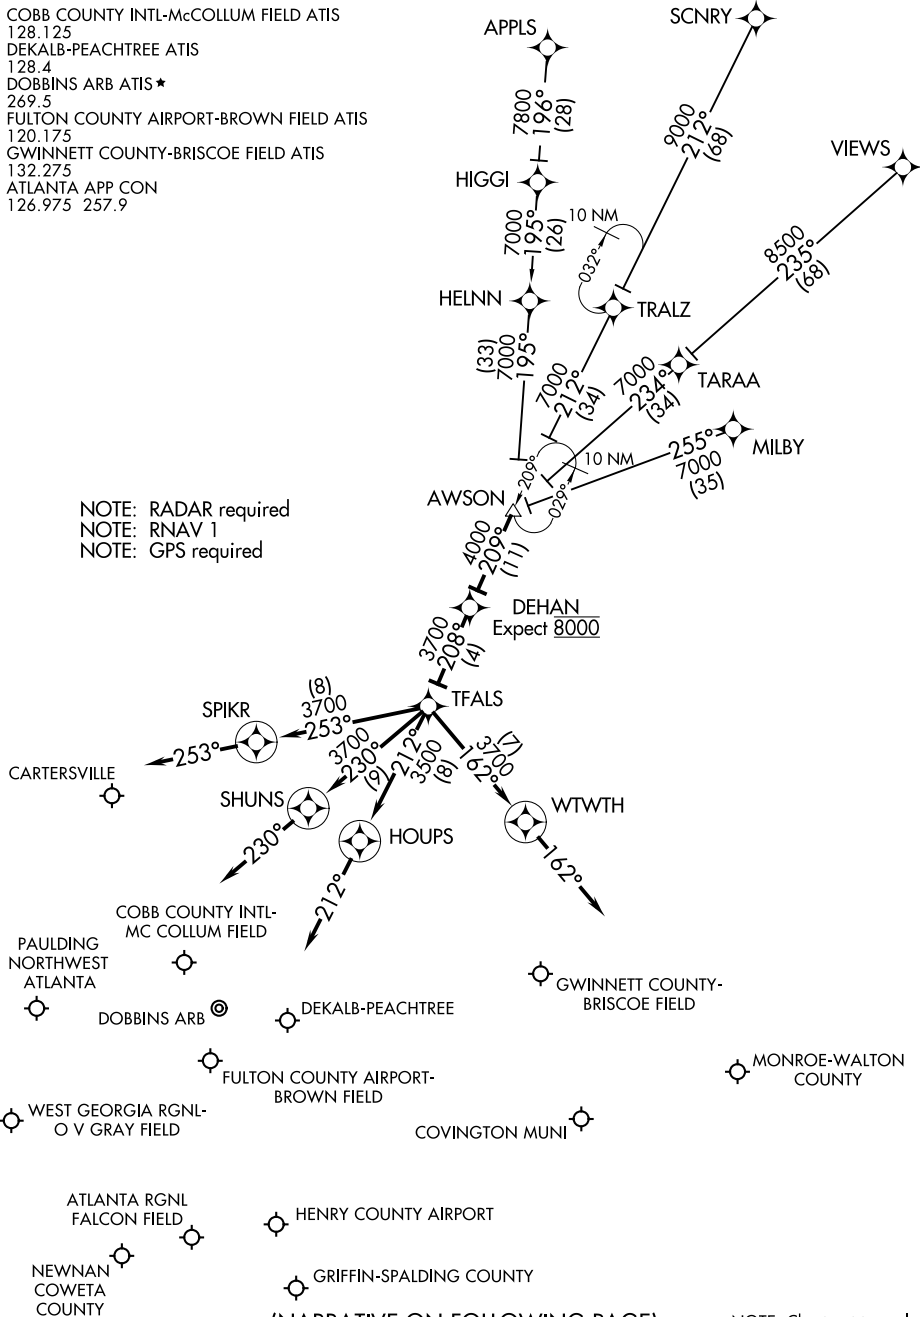 COBB COUNTY INTL-McCOLLUM FIELD ATIS
128.125
DEKALB-PEACHTREE ATIS
128.4
DOBBINS ARB ATIS ★
269.5
FULTON COUNTY AIRPORT-BROWN FIELD ATIS
120.175
GWINNETT COUNTY-BRISCOE FIELD ATIS
132.275
ATLANTA APP CON
126.975 257.9
APPLS
SCNRY
7800
196°
(28)
9000
212°
(68)
VIEWS
HIGGI
10 NM
7000
195°
(26)
032°
8500
235°
(68)
HELNN
TRALZ
(33)
7000
195°
7000
212°
(34)
7000
234°
(34)
TARAA
255°
7000
(35)
MILBY
209°
10 NM
029°
AWSON
NOTE: RADAR required
NOTE: RNAV 1
NOTE: GPS required
4000
209°
(11)
DEHAN
Expect 8000
3700
208°
(4)
TFALS
(8)
3700
253°
SPIKR
253°
3700
230°
(9)
212°
3500
(8)
(7)
3700
162°
CARTERSVILLE
SHUNS
230°
HOUPS
212°
WTWTH
162°
COBB COUNTY INTL-
MC COLLUM FIELD
PAULDING
NORTHWEST
ATLANTA
GWINNETT COUNTY-
BRISCOE FIELD
DOBBINS ARB
DEKALB-PEACHTREE
FULTON COUNTY AIRPORT-
BROWN FIELD
MONROE-WALTON
COUNTY
WEST GEORGIA RGNL-
O V GRAY FIELD
COVINGTON MUNI
ATLANTA RGNL
FALCON FIELD
HENRY COUNTY AIRPORT
NEWNAN
COWETA
COUNTY
GRIFFIN-SPALDING COUNTY
(NARRATIVE ON FOLLOWING PAGE)
NOTE: